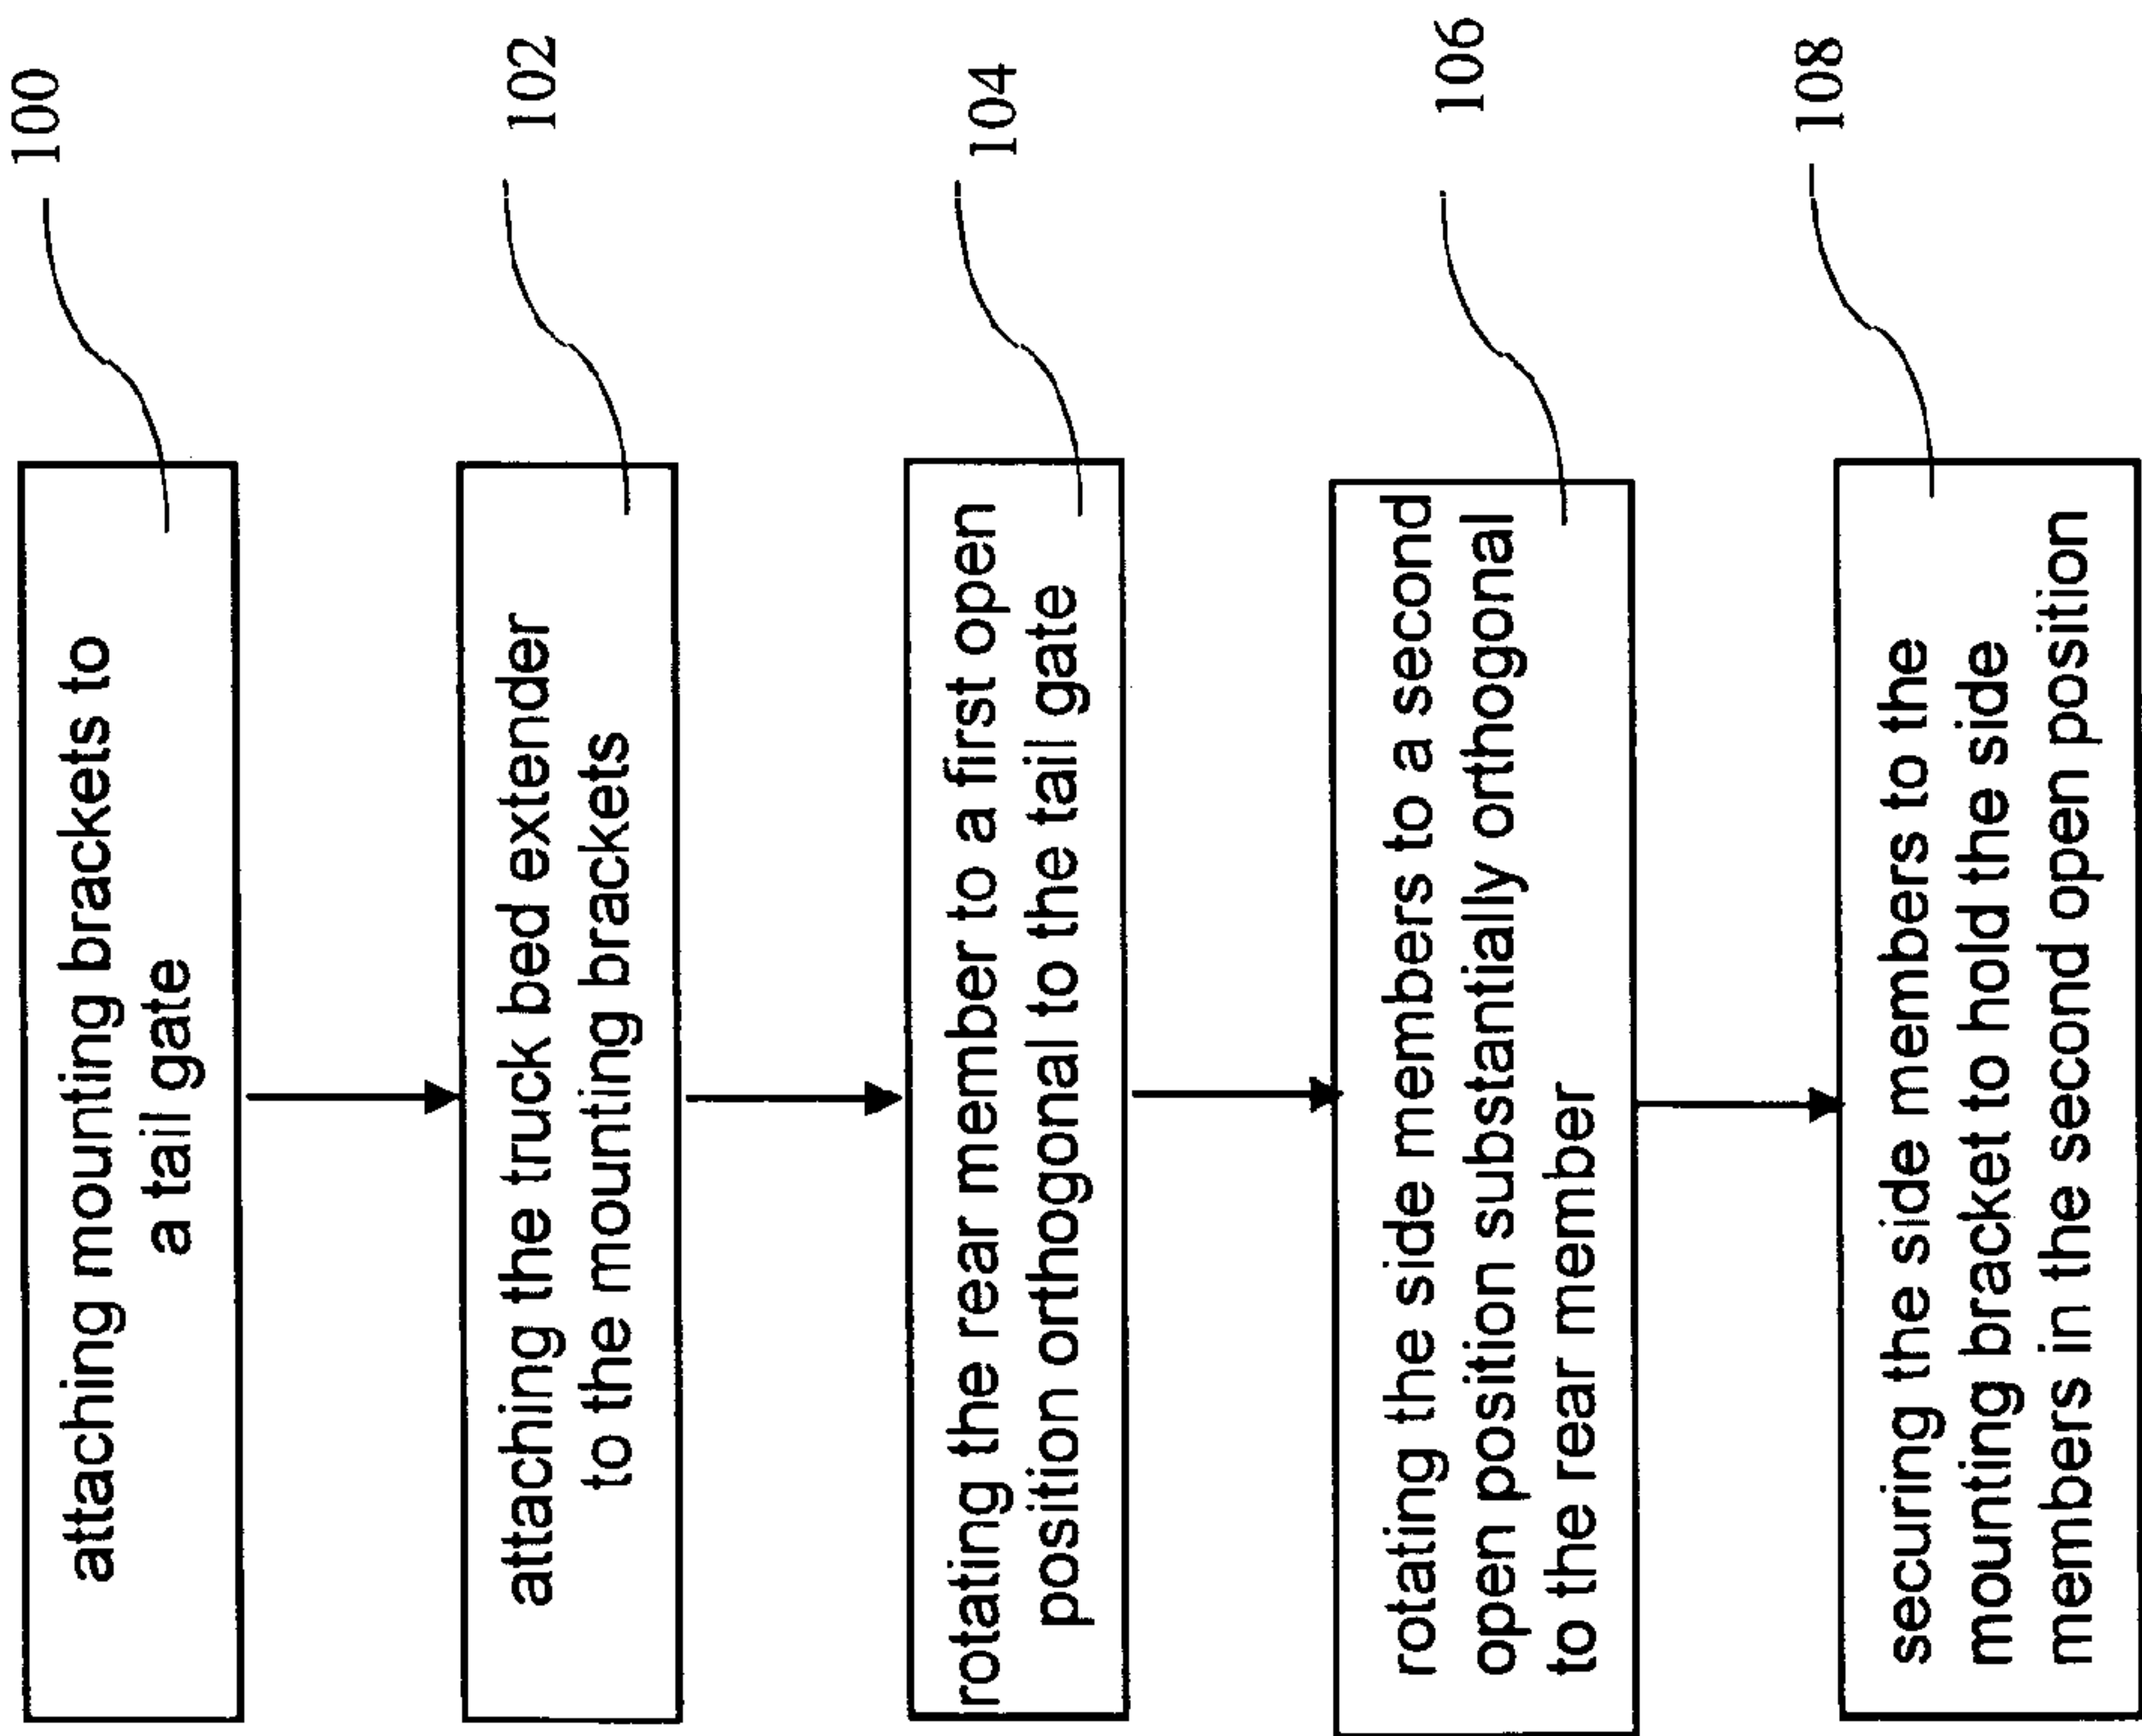 attaching mounting brackets to
a tail gate
100
attaching the truck bed extender
to the mounting brackets
102
rotating the rear member to a first open
position orthogonal to the tail gate
104
rotating the side members to a second
open position substantially orthogonal
to the rear member
106
securing the side members to the
mounting bracket to hold the side
members in the second open position
108